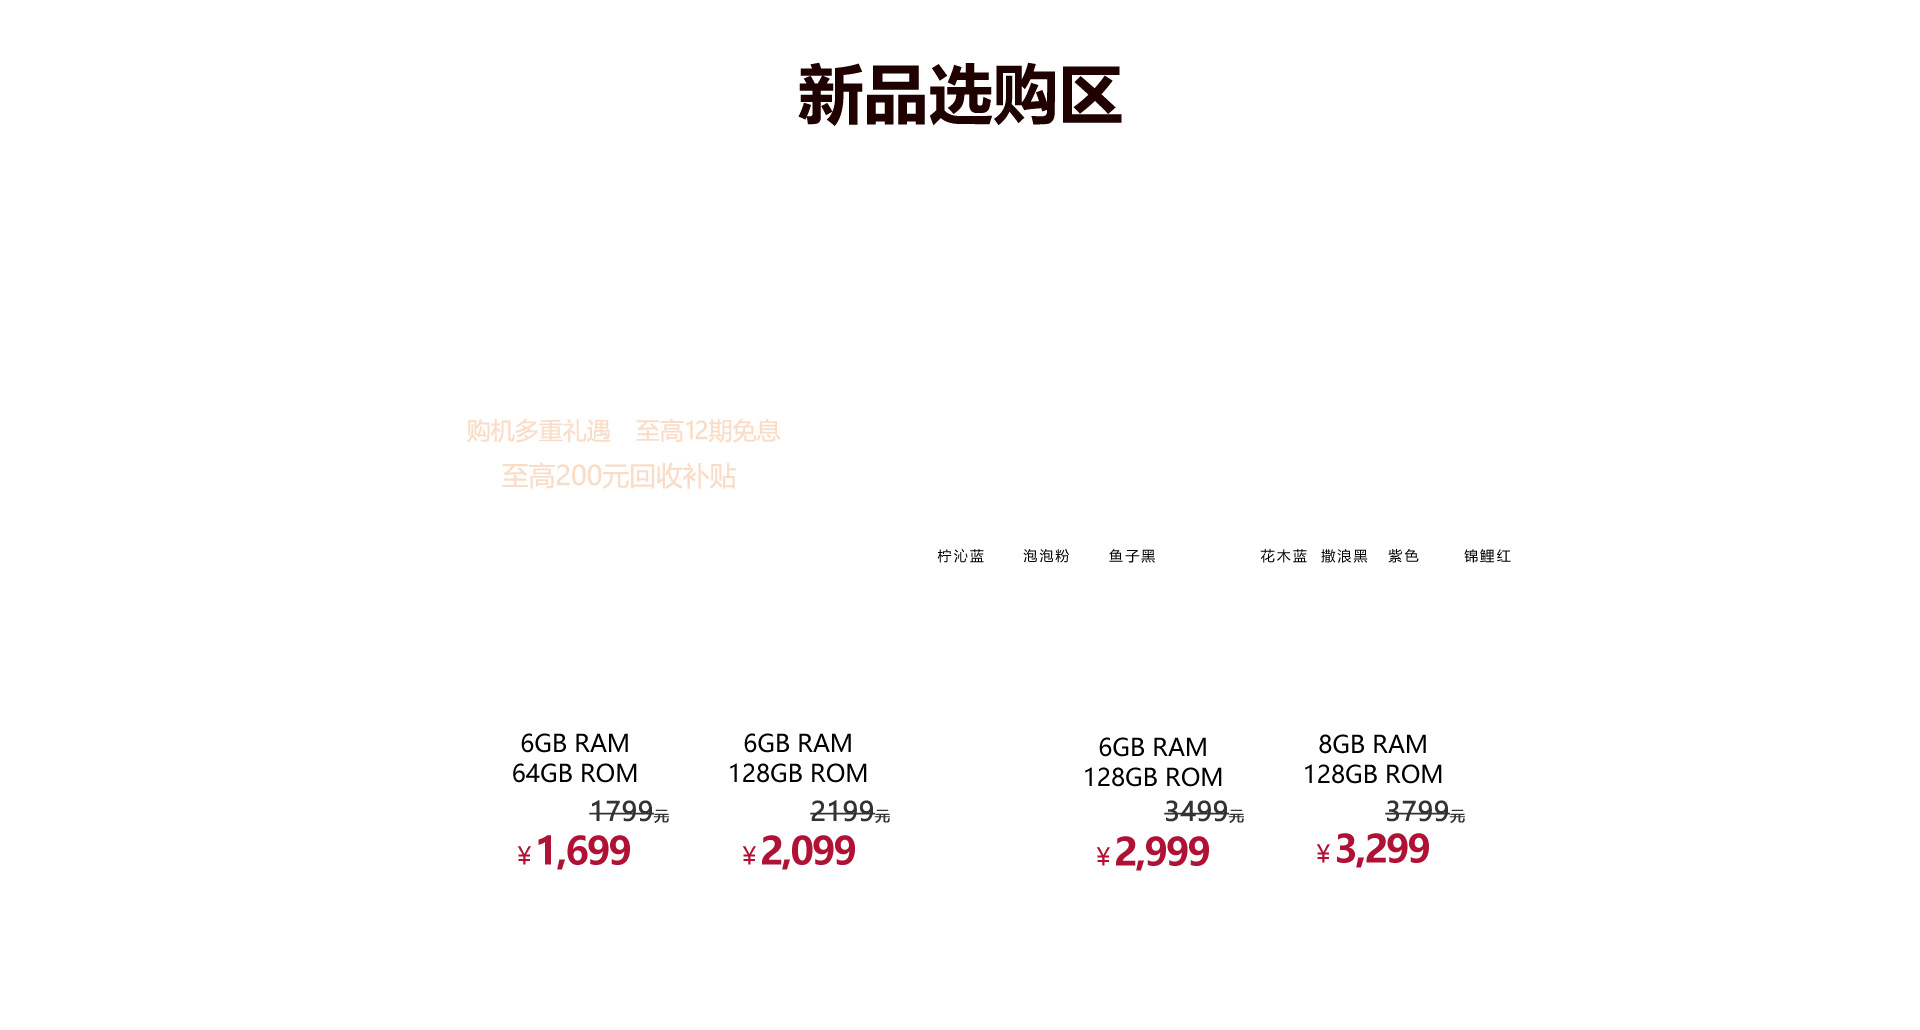 新品选购区
购机多重礼遇 至高12期免息
至高200元回收补贴
柠沁蓝 泡泡粉 鱼子黑
花木蓝 撒浪黑 紫色 锦鲤红
6GB RAM
64GB ROM
1799元
¥1,699
6GB RAM
128GB ROM
2199元
¥2,099
6GB RAM
128GB ROM
3499元
¥2,999
8GB RAM
128GB ROM
3799元
¥3,299